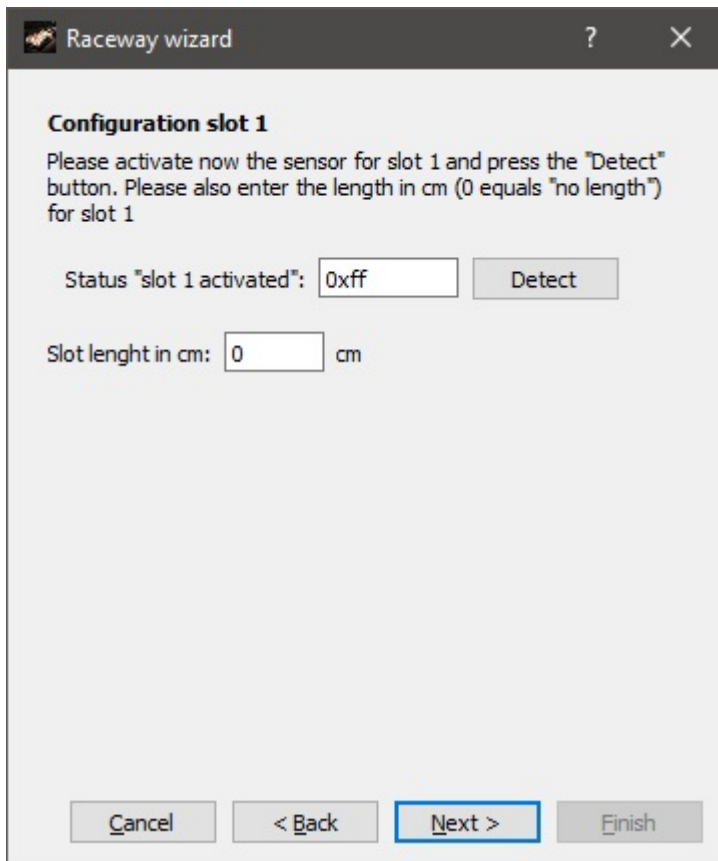 Raceway wizard ? ×
Configuration slot 1
Please activate now the sensor for slot 1 and press the "Detect"
button. Please also enter the length in cm (0 equals "no length")
for slot 1
Status "slot 1 activated": 0xff Detect
Slot lenght in cm: 0 cm
Cancel < Back Next > Finish